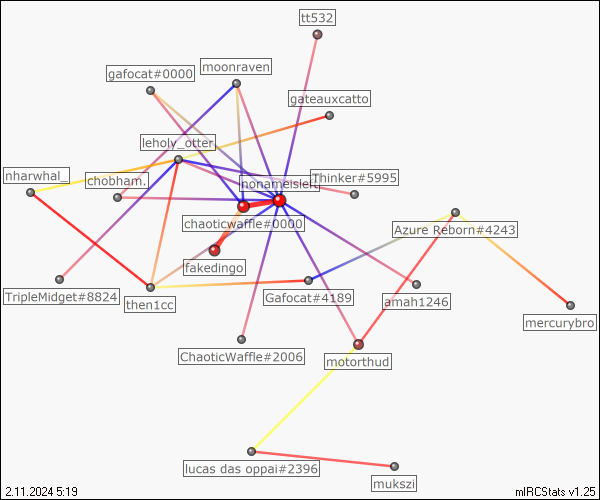 tt532
moonraven
gafocat#0000
gateauxcatto
leholy_otter
nharwhal_
chobham.
nonameisleft
Thinker#5995
chaoticwaffle#0000
Azure Reborn#4243
fakedingo
TripleMidget#8824
then1cc
Gafocat#4189
amah1246
mercurybro
ChaoticWaffle#2006
motorthud
lucas das oppai#2396
mukszi
2.11.2024 5:19
mIRCStats v1.25